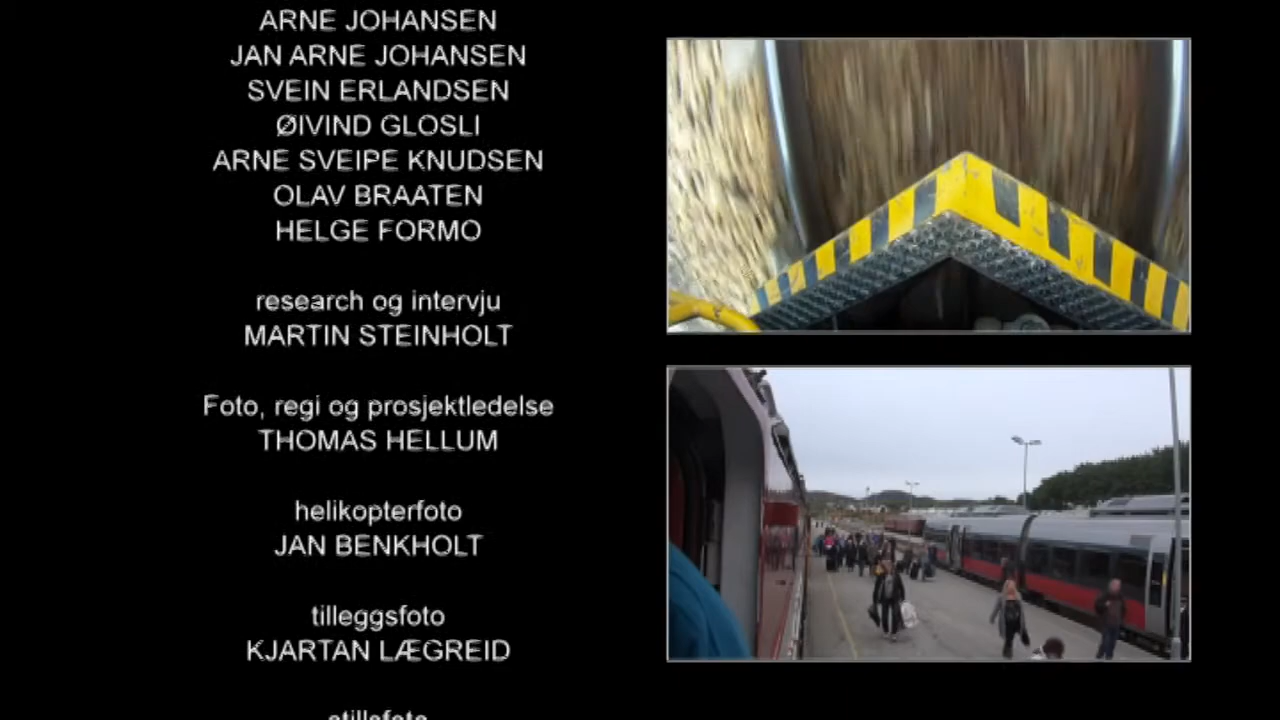 ARNE JOHANSEN
JAN ARNE JOHANSEN
SVEIN ERLANDSEN
ØIVIND GLOSLI
ARNE SVEIPE KNUDSEN
OLAV BRAATEN
HELGE FORMO
research og intervju
MARTIN STEINHOLT
Foto, regi og prosjektledelse
THOMAS HELLUM
helikopterfoto
JAN BENKHOLT
tilleggsfoto
KJARTAN LÆGREID